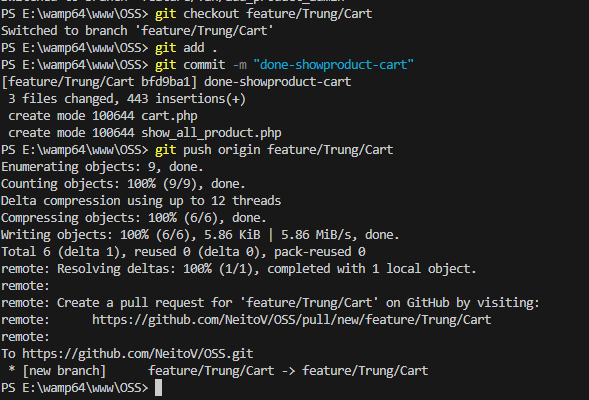 PS E:\wamp64\www\OSS> git checkout feature/Trung/Cart
Switched to branch 'feature/Trung/Cart'
PS E:\wamp64\www\OSS> git add .
PS E:\wamp64\www\OSS> git commit -m "done-showproduct-cart"
[feature/Trung/Cart bfd9ba1] done-showproduct-cart
 3 files changed, 443 insertions(+)
 create mode 100644 cart.php
 create mode 100644 show_all_product.php
PS E:\wamp64\www\OSS> git push origin feature/Trung/Cart
Enumerating objects: 9, done.
Counting objects: 100% (9/9), done.
Delta compression using up to 12 threads
Compressing objects: 100% (6/6), done.
Writing objects: 100% (6/6), 5.86 KiB | 5.86 MiB/s, done.
Total 6 (delta 1), reused 0 (delta 0), pack-reused 0
remote: Resolving deltas: 100% (1/1), completed with 1 local object.
remote:
remote: Create a pull request for 'feature/Trung/Cart' on GitHub by visiting:
remote:      https://github.com/NeitoV/OSS/pull/new/feature/Trung/Cart
remote:
To https://github.com/NeitoV/OSS.git
 * [new branch]      feature/Trung/Cart -> feature/Trung/Cart
PS E:\wamp64\www\OSS>